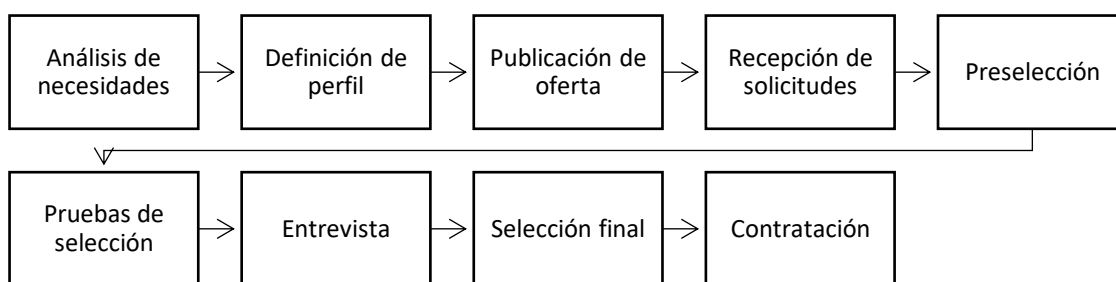 Análisis de
necesidades
Definición de
perfil
Publicación de
oferta
Recepción de
solicitudes
Preselección
Pruebas de
selección
Entrevista
Selección final
Contratación